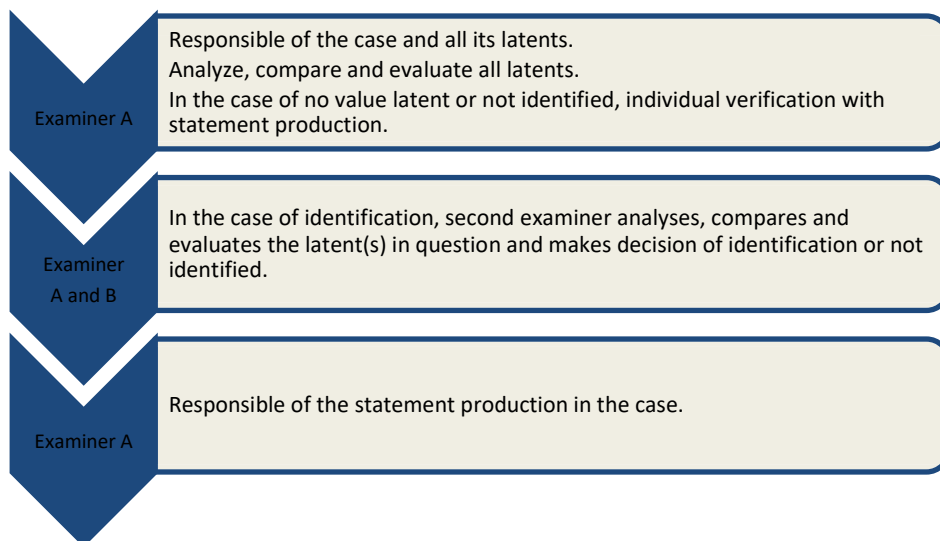 Examiner A
Responsible of the case and all its latents.
Analyze, compare and evaluate all latents.
In the case of no value latent or not identified, individual verification with
statement production.
Examiner
A and B
In the case of identification, second examiner analyses, compares and
evaluates the latent(s) in question and makes decision of identification or not
identified.
Examiner A
Responsible of the statement production in the case.